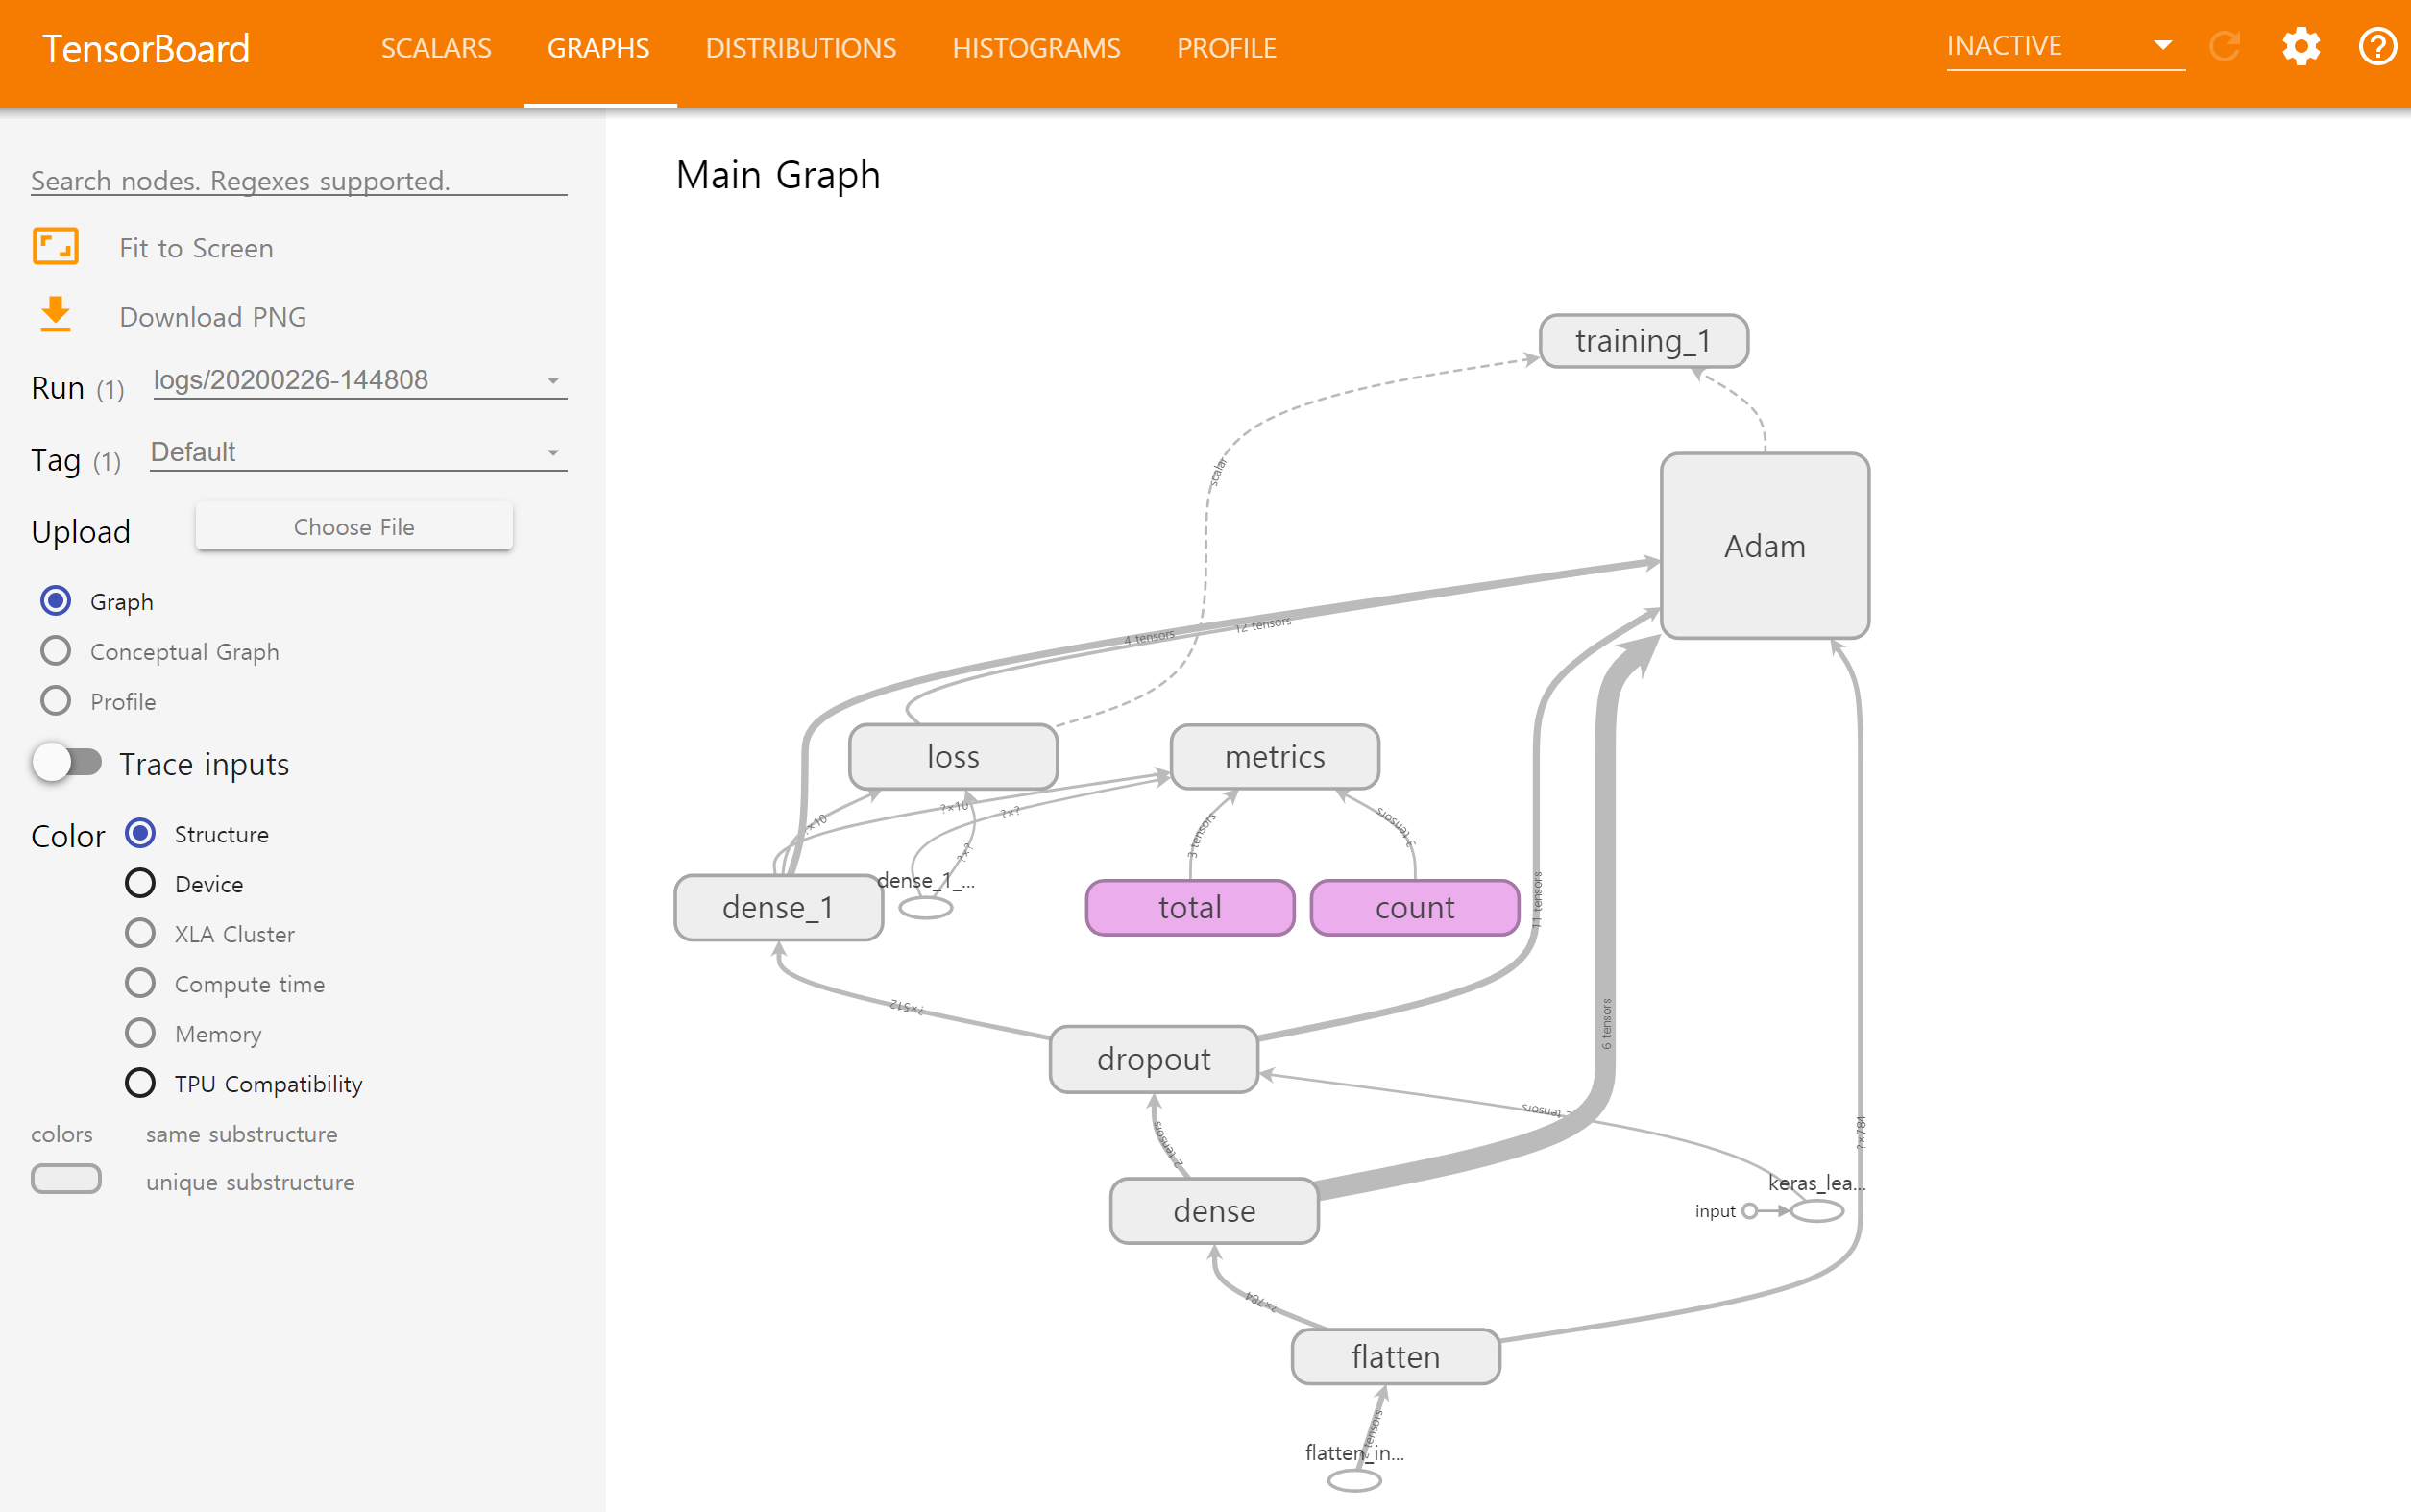 TensorBoard
SCALARS
GRAPHS
DISTRIBUTIONS
HISTOGRAMS
PROFILE
INACTIVE
Search nodes. Regexes supported.
Fit to Screen
Download PNG
Run (1)
logs/20200226-144808
Tag (1)
Default
Upload
Choose File
Graph
Conceptual Graph
Profile
Trace inputs
Color
Structure
Device
XLA Cluster
Compute time
Memory
TPU Compatibility
colors
same substructure
unique substructure
Main Graph
training_1
scalar
Adam
4 tensors
12 tensors
loss
metrics
?×10
?×?
?×10
?×?
3 tensors
3 tensors
dense_1
dense_1_...
total
count
11 tensors
?×512
dropout
6 tensors
tensors
2 tensors
?×784
keras_lea...
dense
input
?×784
flatten
tensors
flatten_in...